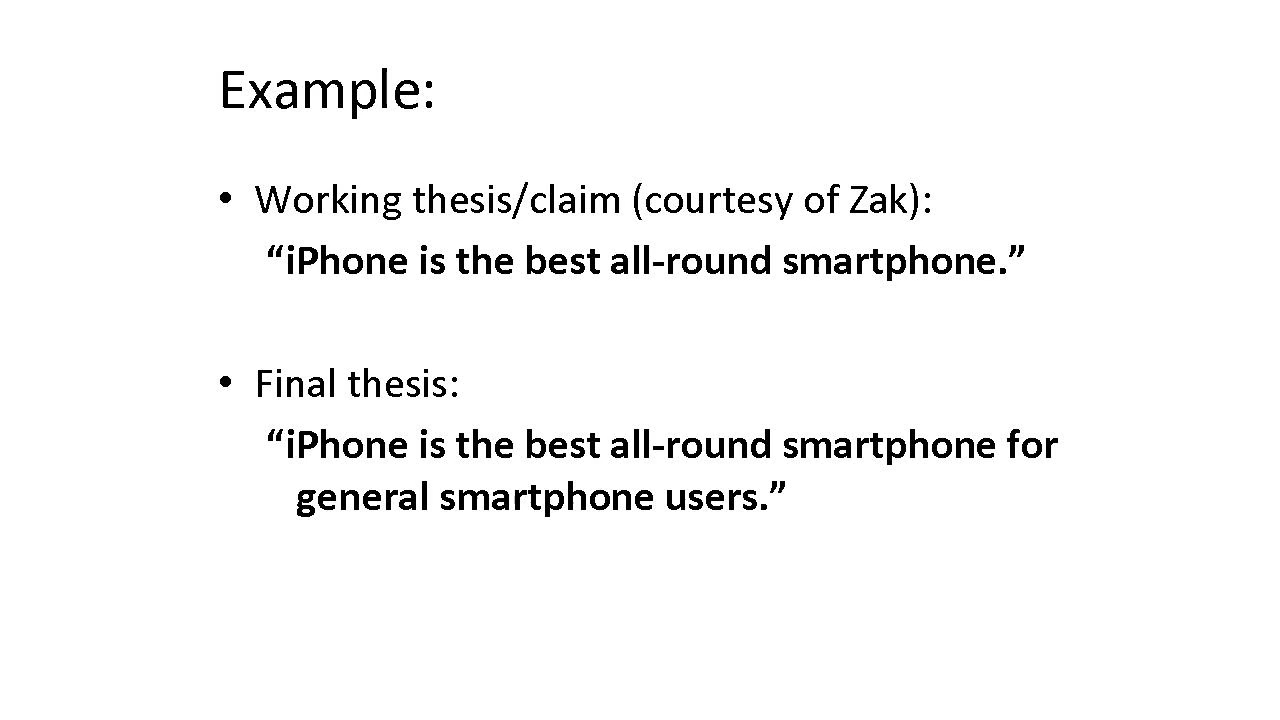 Example:
• Working thesis/claim (courtesy of Zak):
“iPhone is the best all-round smartphone.”
• Final thesis:
“iPhone is the best all-round smartphone for
general smartphone users.”